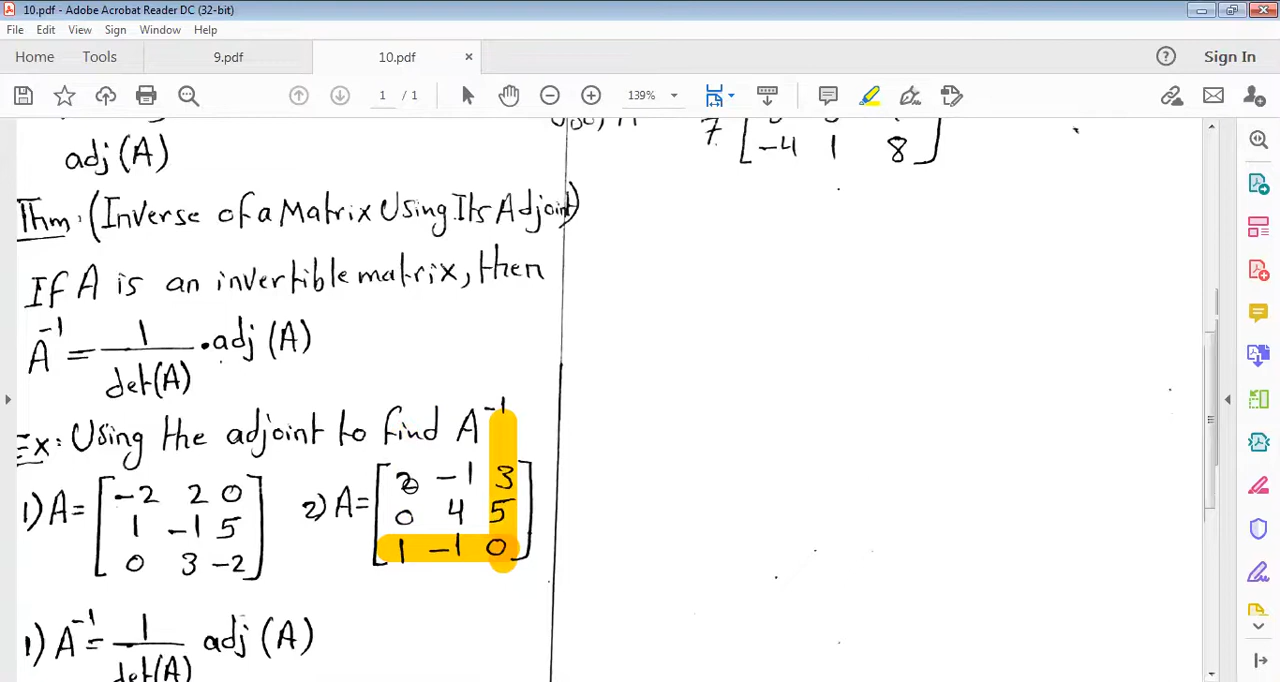 10.pdf - Adobe Acrobat Reader DC (32-bit)
File Edit View Sign Window Help
Home Tools 9.pdf 10.pdf × Sign In
1 / 1 139%
adj (A)
Thm: (Inverse of a Matrix Using Its Adjoint)
If A is an invertible matrix, then
A⁻¹ = 1/det(A) · adj (A)
Ex: Using the adjoint to find A⁻¹
1) A = [-2 2 0
1 -1 5
0 3 -2]
2) A = [2 -1 3
0 4 5
1 -1 0]
1) A⁻¹ = 1/det(A) adj (A)
7 [
-4 1 8 ]